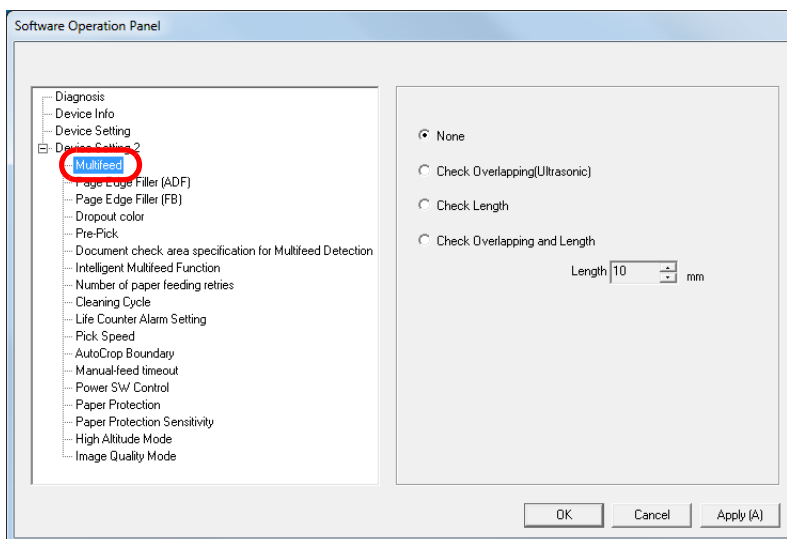 Software Operation Panel
Diagnosis
Device Info
Device Setting
Device Setting 2
Multifeed
Page Edge Filler (ADF)
Page Edge Filler (FB)
Dropout color
Pre-Pick
Document check area specification for Multifeed Detection
Intelligent Multifeed Function
Number of paper feeding retries
Cleaning Cycle
Life Counter Alarm Setting
Pick Speed
AutoCrop Boundary
Manual-feed timeout
Power SW Control
Paper Protection
Paper Protection Sensitivity
High Altitude Mode
Image Quality Mode
None
Check Overlapping(Ultrasonic)
Check Length
Check Overlapping and Length
Length 10 mm
OK Cancel Apply (A)